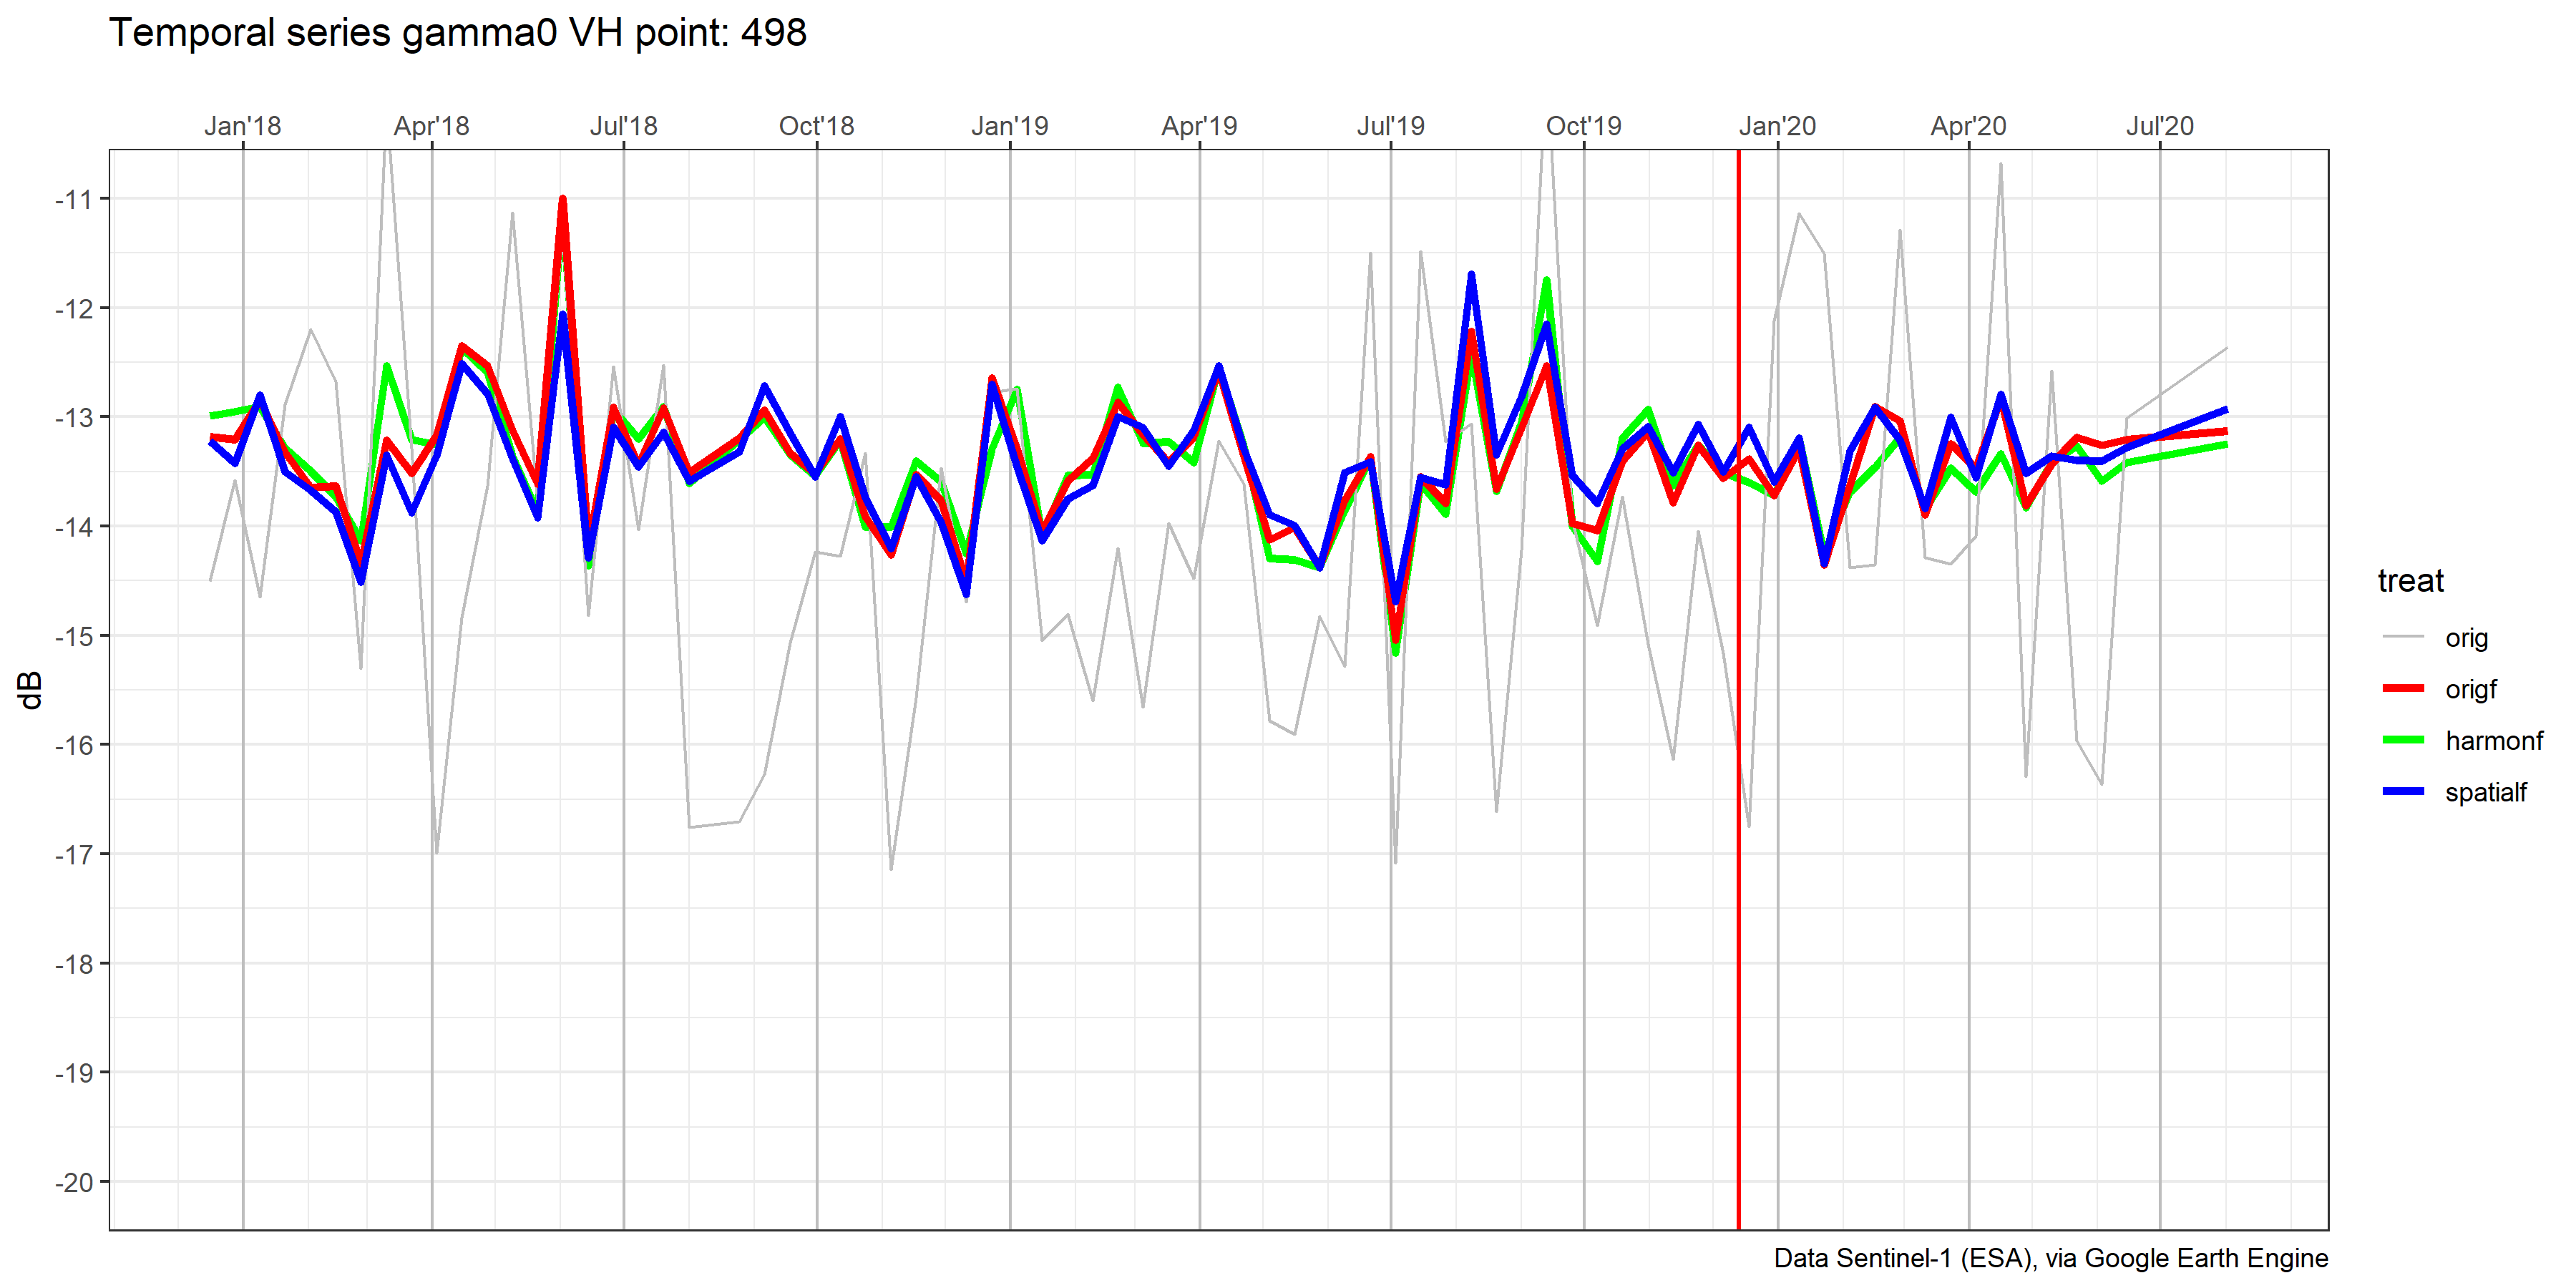 Temporal series gamma0 VH point: 498
Jan'18 Apr'18 Jul'18 Oct'18 Jan'19 Apr'19 Jul'19 Oct'19 Jan'20 Apr'20 Jul'20
-11
-12
-13
-14
-15
-16
-17
-18
-19
-20
dB
treat
orig
origf
harmonf
spatialf
Data Sentinel-1 (ESA), via Google Earth Engine